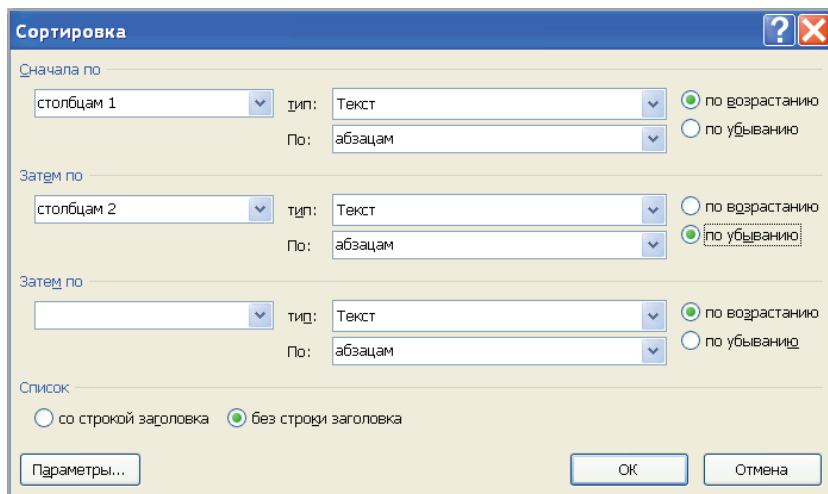 Сортировка
Сначала по
столбцам 1 тип: Текст по возрастанию
По: абзацам по убыванию
Затем по
столбцам 2 тип: Текст по возрастанию
По: абзацам по убыванию
Затем по
тип: Текст по возрастанию
По: абзацам по убыванию
Список
со строкой заголовка без строки заголовка
Параметры... ОК Отмена